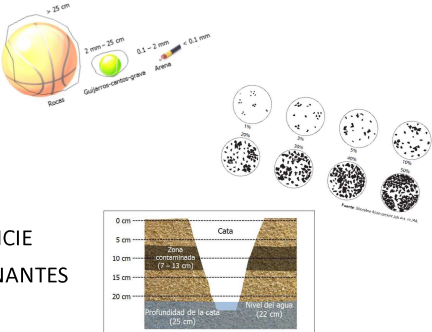 > 25 cm
2 mm – 25 cm
0.1 – 2 mm
< 0.1 mm
Rocas
Guijarros-cantos-grava
Arena
1%
3%
5%
10%
20%
30%
40%
50%
Fuente:
ICIE
NANTES
0 cm
5 cm
10 cm
15 cm
20 cm
Cata
Zona
contaminada
(7 – 13 cm)
Profundidad de la cata
(25 cm)
Nivel del agua
(22 cm)